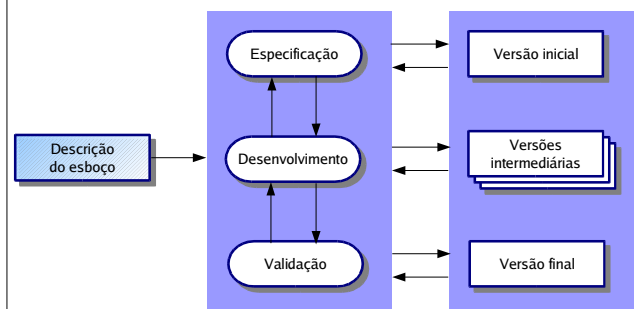 Especificação
Versão inicial
Descrição
do esboço
Desenvolvimento
Versões
intermediárias
Validação
Versão final